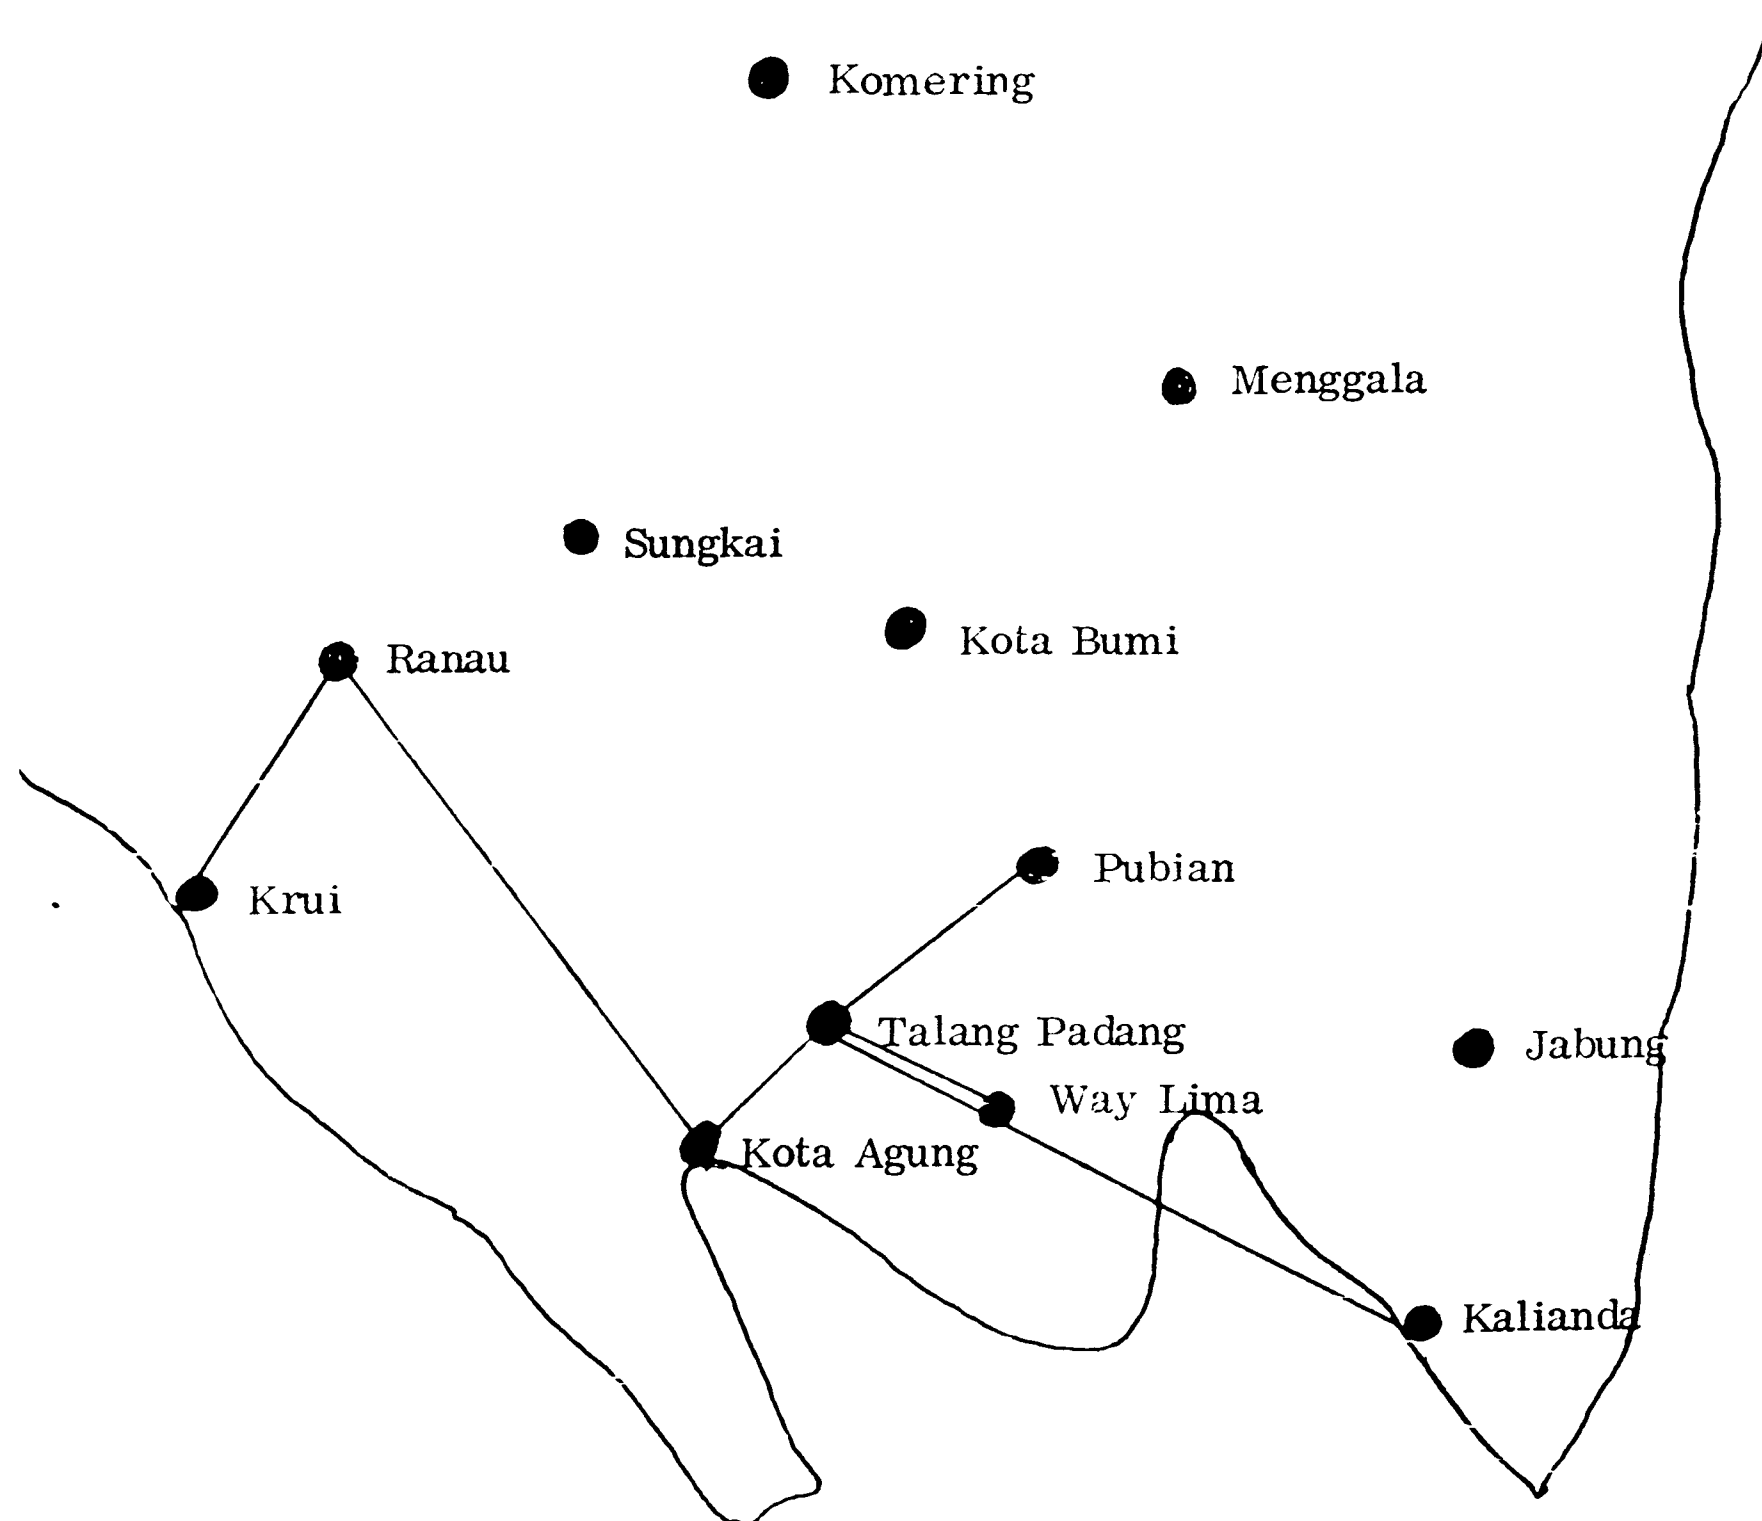 Komering
Menggala
Sungkai
Kota Bumi
Ranau
Pubian
Krui
Talang Padang
Jabung
Way Lima
Kota Agung
Kalianda